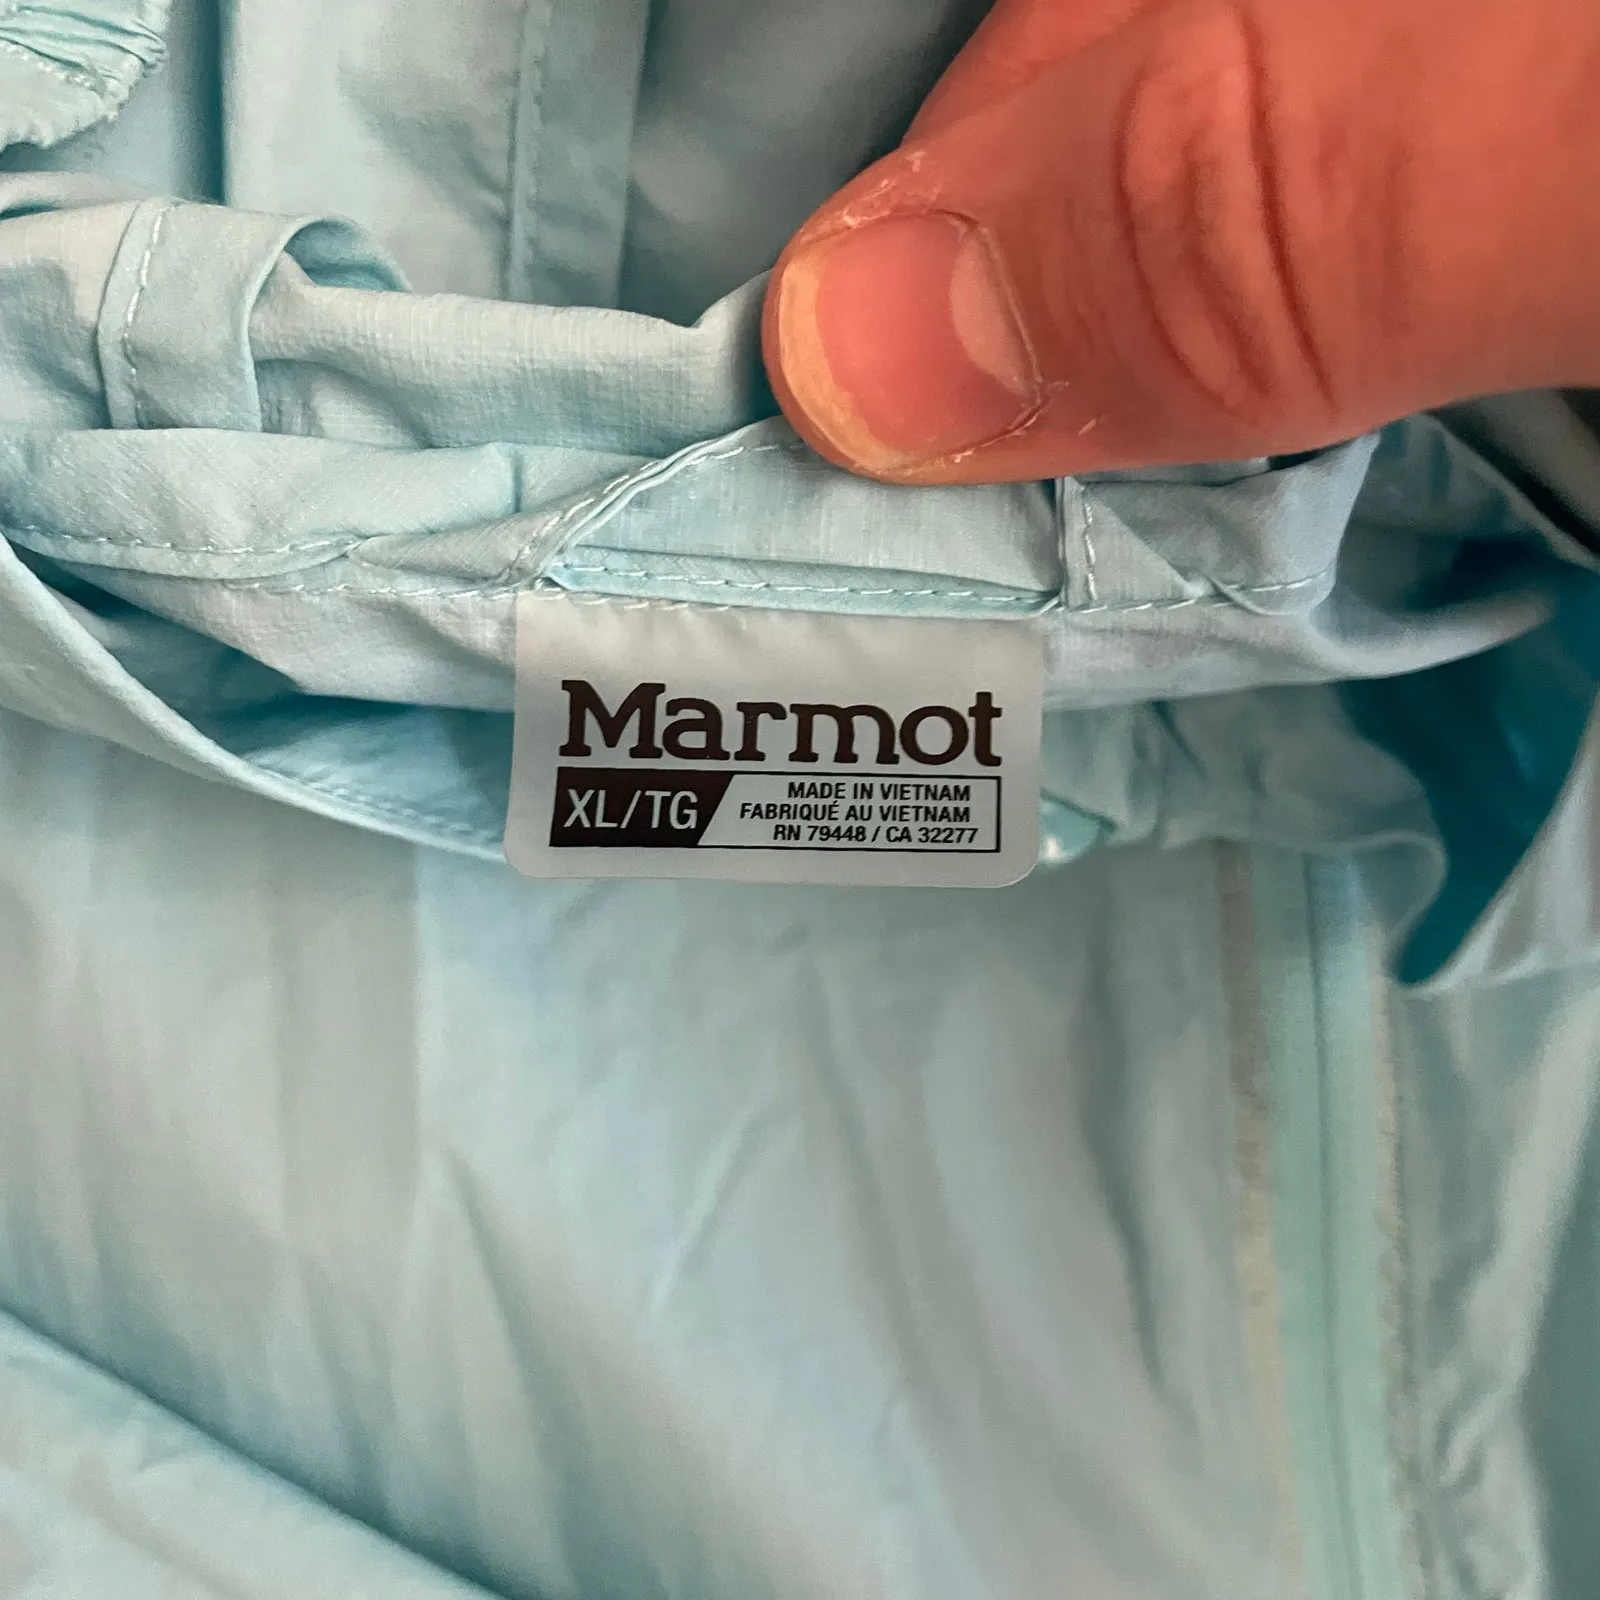 Marmot
XL/TG
MADE IN VIETNAM
FABRIQUÉ AU VIETNAM
RN 79448 / CA 32277